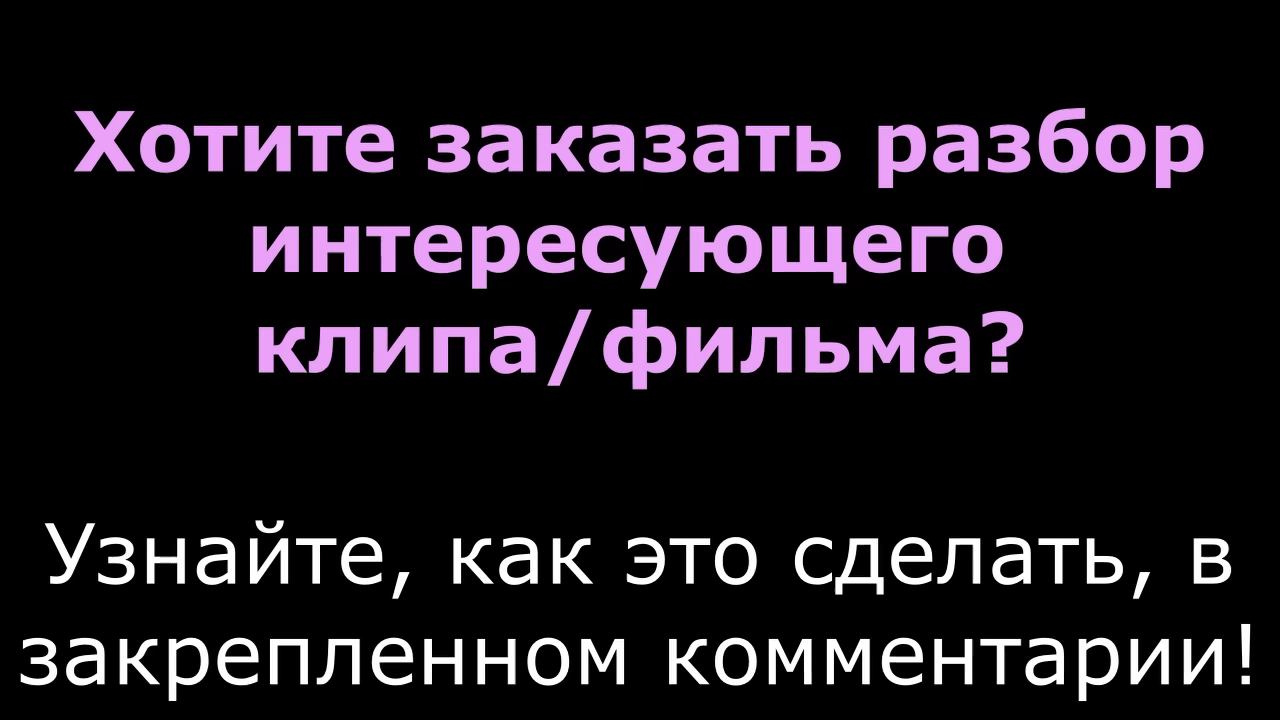 Хотите заказать разбор
интересующего
клипа/фильма?
Узнайте, как это сделать, в
закрепленном комментарии!